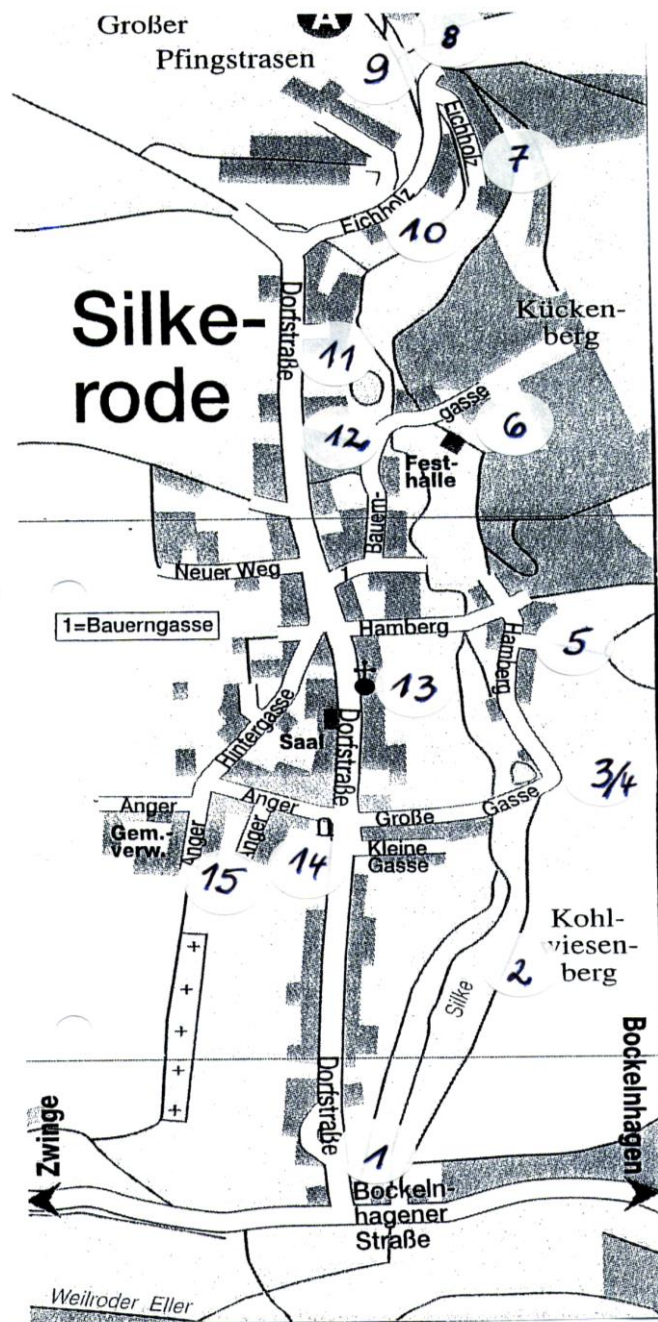 Großer
A
8
Pfingstrasen
9
Eichholz
7
Eichholz
10
Silke-
rode
Dorfstraße
Kücken-
berg
11
gasse
12
6
Fest-
halle
Bauern-
Neuer Weg
1=Bauerngasse
Hamberg
Hamberg
5
13
Hintergasse
Saal
Dorfstraße
3/4
Anger
Anger
Große
Gasse
Gem.-
verw.
Anger
Anger
Kleine
Gasse
15
14
Kohl-
wiesen-
berg
2
Silke
Dorfstraße
Bockelnhagen
Zwinge
1
Bockeln-
hagener
Straße
Weilroder Eller